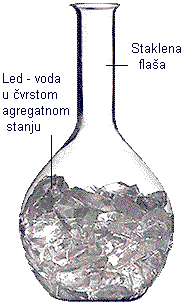 Staklena
flaša
Led - voda
u čvrstom
agregatnom
stanju